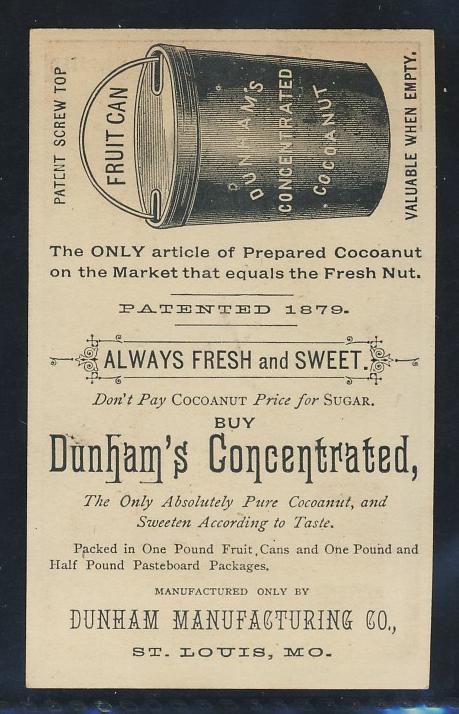 PATENT SCREW TOP
FRUIT CAN
DUNHAM'S
CONCENTRATED
COCOANUT
VALUABLE WHEN EMPTY.
The ONLY article of Prepared Cocoanut
on the Market that equals the Fresh Nut.
PATENTED 1879.
ALWAYS FRESH and SWEET.
Don't Pay COCOANUT Price for SUGAR.
BUY
Dunham's Concentrated,
The Only Absolutely Pure Cocoanut, and
Sweeten According to Taste.
Packed in One Pound Fruit Cans and One Pound and
Half Pound Pasteboard Packages.
MANUFACTURED ONLY BY
DUNHAM MANUFACTURING CO.,
ST. LOUIS, MO.